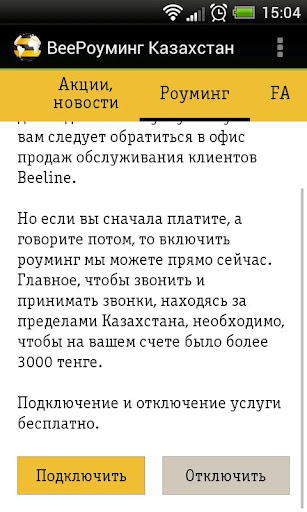 15:04
BeeРоуминг Казахстан
Акции,
новости
Роуминг
FA
вам следует обратиться в офис
продаж обслуживания клиентов
Beeline.
Но если вы сначала платите, а
говорите потом, то включить
роуминг мы можете прямо сейчас.
Главное, чтобы звонить и
принимать звонки, находясь за
пределами Казахстана, необходимо,
чтобы на вашем счете было более
3000 тенге.
Подключение и отключение услуги
бесплатно.
Подключить
Отключить